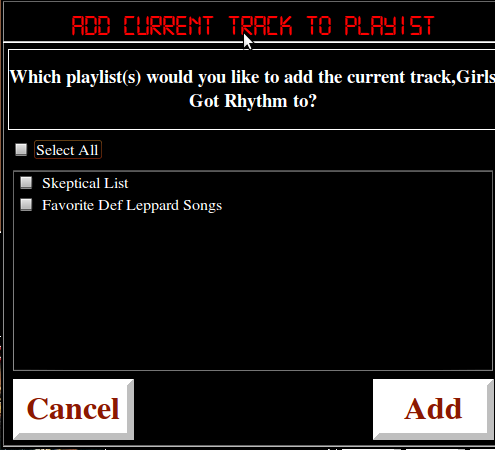 ADD CURRENT TRACK TO PLAYIST
Which playlist(s) would you like to add the current track,Girls
Got Rhythm to?
Select All
Skeptical List
Favorite Def Leppard Songs
Cancel
Add